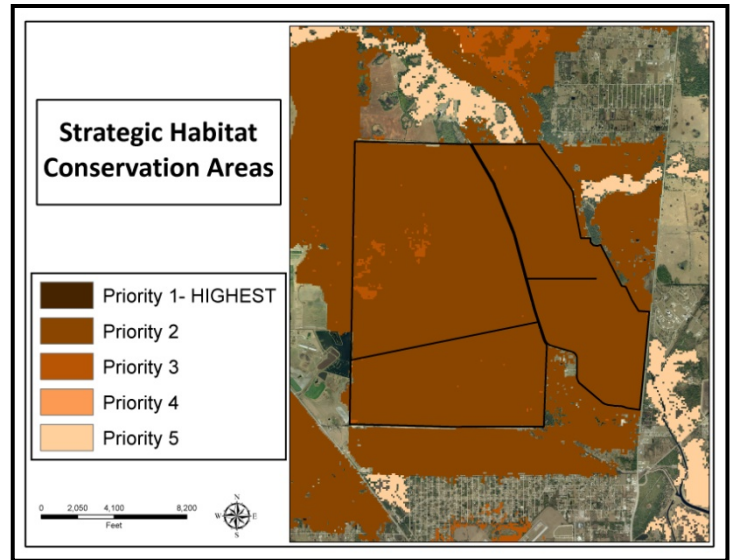 Strategic Habitat
Conservation Areas
Priority 1- HIGHEST
Priority 2
Priority 3
Priority 4
Priority 5
0 2,050 4,100 8,200
Feet
N
W E
S